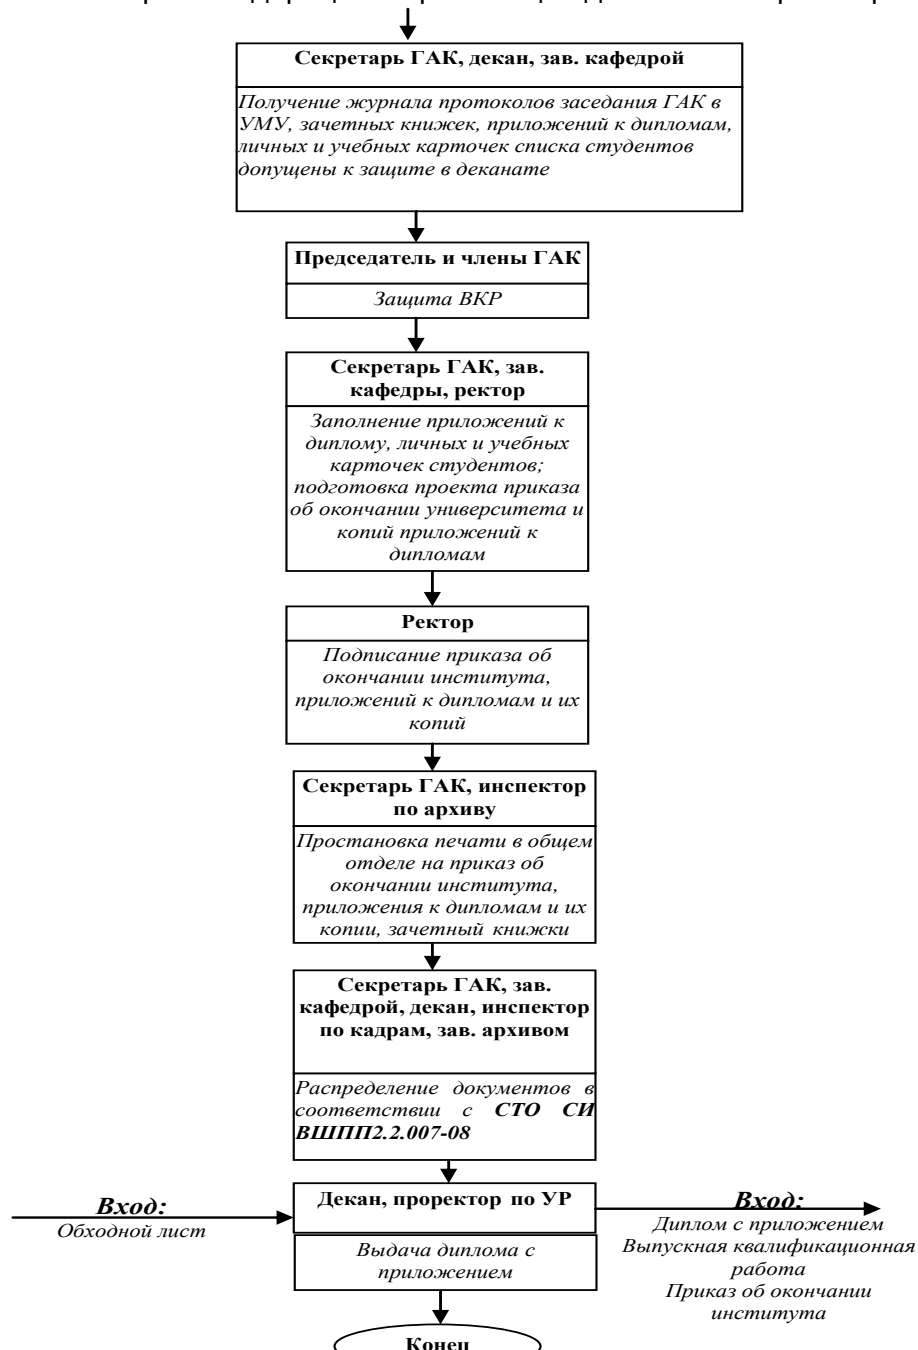 Секретарь ГАК, декан, зав. кафедрой
Получение журнала протоколов заседания ГАК в
УМУ, зачетных книжек, приложений к дипломам,
личных и учебных карточек списка студентов
допущены к защите в деканате
Председатель и члены ГАК
Защита ВКР
Секретарь ГАК, зав.
кафедры, ректор
Заполнение приложений к
диплому, личных и учебных
карточек студентов;
подготовка проекта приказа
об окончании университета и
копий приложений к
дипломам
Ректор
Подписание приказа об
окончании института,
приложений к дипломам и их
копий
Секретарь ГАК, инспектор
по архиву
Простановка печати в общем
отделе на приказ об
окончании института,
приложения к дипломам и их
копии, зачетный книжки
Секретарь ГАК, зав.
кафедрой, декан, инспектор
по кадрам, зав. архивом
Распределение документов в
соответствии с СТО СИ
ВШПП2.2.007-08
Вход:
Обходной лист
Декан, проректор по УР
Выдача диплома с
приложением
Вход:
Диплом с приложением
Выпускная квалификационная
работа
Приказ об окончании
института
Конец